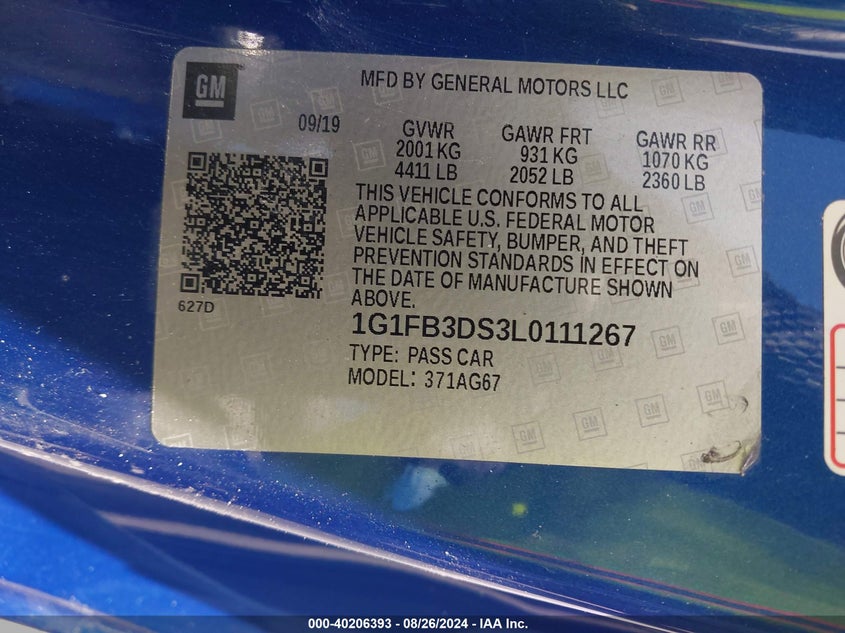 GM
MFD BY GENERAL MOTORS LLC
09/19
GVWR GAWR FRT GAWR RR
2001 KG 931 KG 1070 KG
4411 LB 2052 LB 2360 LB
THIS VEHICLE CONFORMS TO ALL
APPLICABLE U.S. FEDERAL MOTOR
VEHICLE SAFETY, BUMPER, AND THEFT
PREVENTION STANDARDS IN EFFECT ON
THE DATE OF MANUFACTURE SHOWN
ABOVE.
627D
1G1FB3DS3L0111267
TYPE: PASS CAR
MODEL: 371AG67
000-40206393 - 08/26/2024 - IAA Inc.